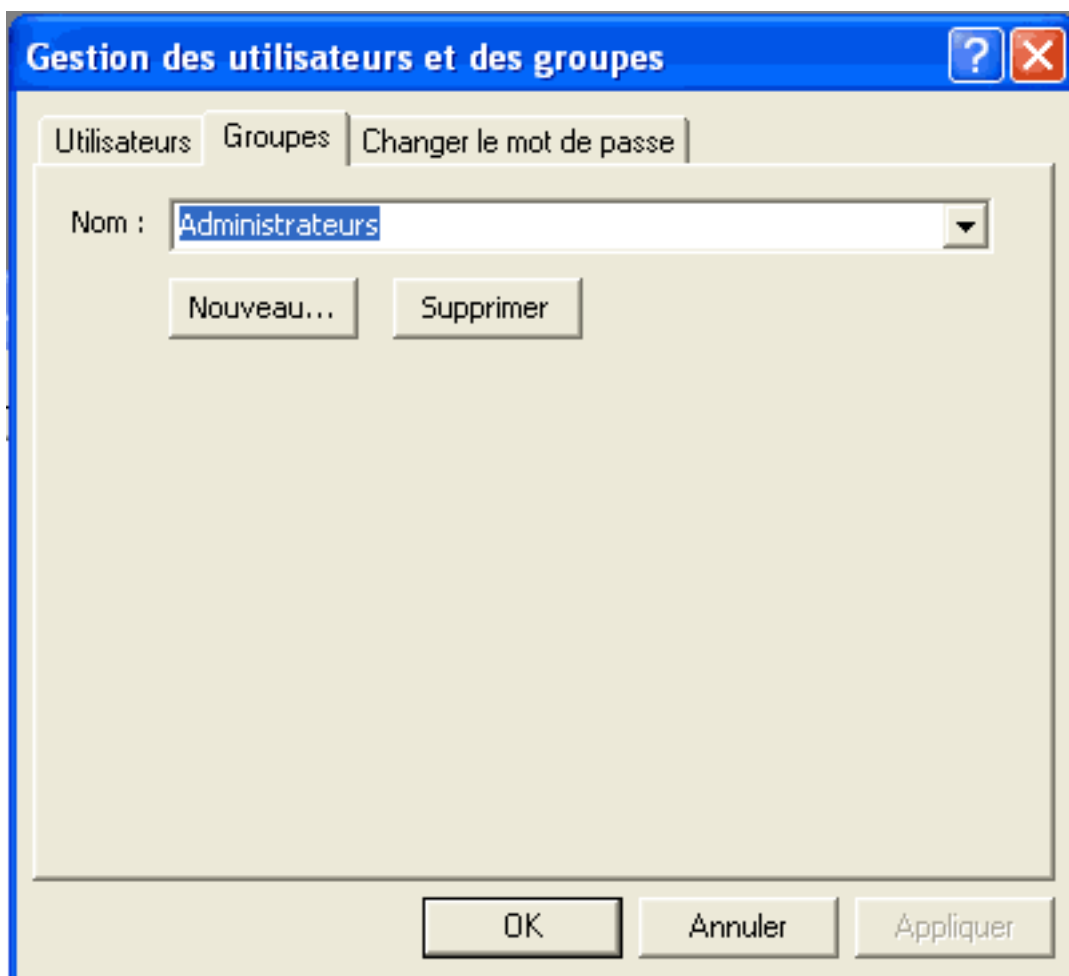 Gestion des utilisateurs et des groupes
Utilisateurs Groupes Changer le mot de passe
Nom : Administrateurs
Nouveau... Supprimer
OK Annuler Appliquer